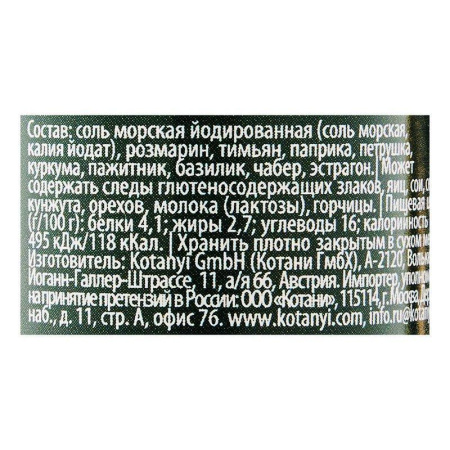 Состав: соль морская йодированная (соль морская,
калия йодат), розмарин, тимьян, паприка, петрушка,
куркума, пажитник, базилик, чабер, эстрагон.| Может
содержать следы глютеносодержащих злаков, яиц, сои,
кунжута, орехов, молока (лактозы), горчицы. | Пищевая
(г/100 г): белки 4,1; жиры 2,7; углеводы 16; калорийность
495 кДж/118 кКал. | Хранить плотно закрытым в сухом
Изготовитель: Kotanyi GmbH (Котани ГмбХ), А-2120,
Йоганн-Галлер-Штрассе, 11, а/я 66, Австрия. Импортер,
на принятие претензий в России: ООО «Котани», 115114, г. Москва,
наб., д. 11, стр. А, офис 76. www.kotanyi.com, info.ru@kotanyi